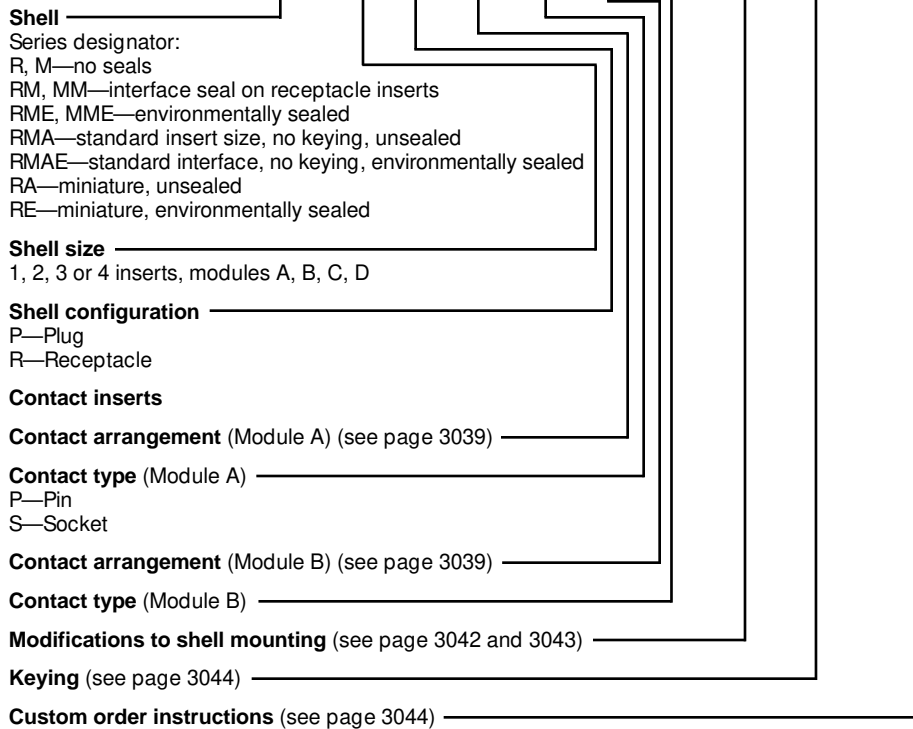 Shell
Series designator:
R, M—no seals
RM, MM—interface seal on receptacle inserts
RME, MME—environmentally sealed
RMA—standard insert size, no keying, unsealed
RMAE—standard interface, no keying, environmentally sealed
RA—miniature, unsealed
RE—miniature, environmentally sealed
Shell size
1, 2, 3 or 4 inserts, modules A, B, C, D
Shell configuration
P—Plug
R—Receptacle
Contact inserts
Contact arrangement (Module A) (see page 3039)
Contact type (Module A)
P—Pin
S—Socket
Contact arrangement (Module B) (see page 3039)
Contact type (Module B)
Modifications to shell mounting (see page 3042 and 3043)
Keying (see page 3044)
Custom order instructions (see page 3044)